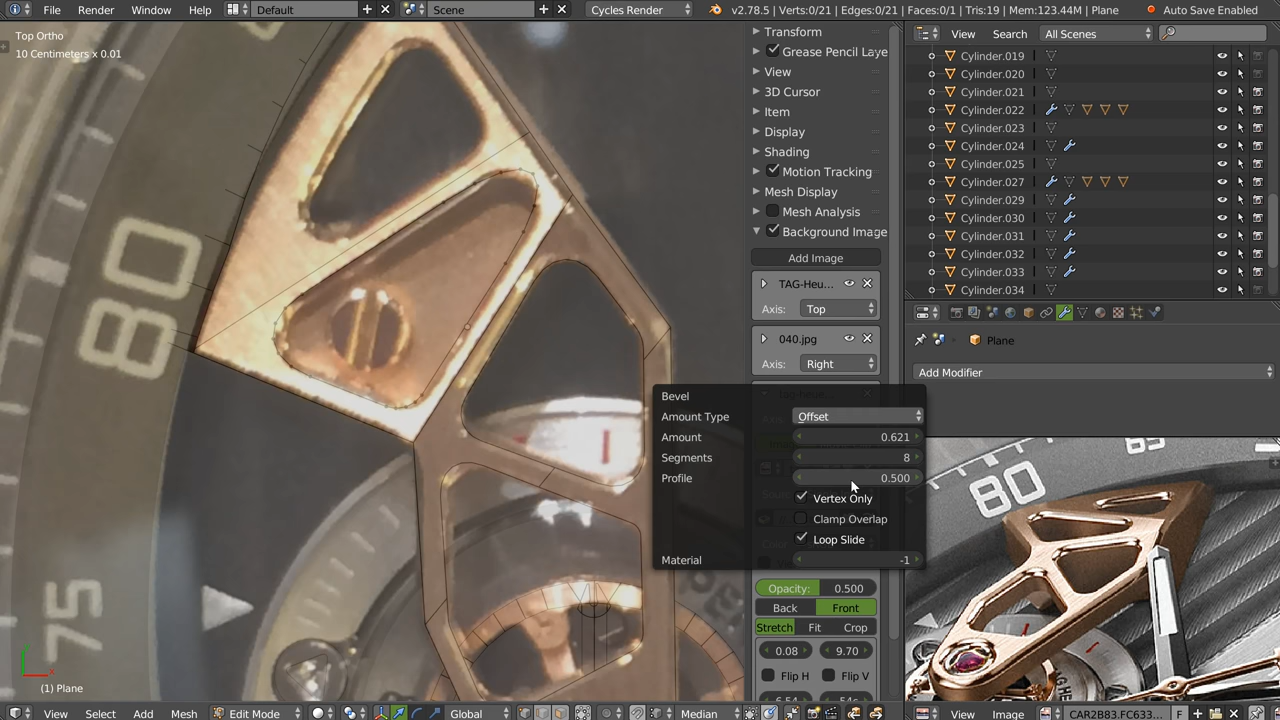 File Render Window Help Default Scene Cycles Render v2.78.5 | Verts:0/21 | Edges:0/21 | Faces:0/1 | Tris:19 | Mem:123.44M | Plane Auto Save Enabled
Top Ortho
10 Centimeters x 0.01
80
75
(1) Plane
View Select Add Mesh Edit Mode Global Median
Transform
Grease Pencil Laye
View
3D Cursor
Item
Display
Shading
Motion Tracking
Mesh Display
Mesh Analysis
Background Image
Add Image
TAG-Heu...
Axis: Top
040.jpg
Axis: Right
Bevel
Amount Type Offset
Amount 0.621
Segments 8
Profile 0.500
Vertex Only
Clamp Overlap
Loop Slide
Material -1
Opacity: 0.500
Back Front
Stretch Fit Crop
0.08 9.70
Flip H Flip V
View Search All Scenes
Cylinder.019
Cylinder.020
Cylinder.021
Cylinder.022
Cylinder.023
Cylinder.024
Cylinder.025
Cylinder.027
Cylinder.029
Cylinder.030
Cylinder.031
Cylinder.032
Cylinder.033
Cylinder.034
Plane
Add Modifier
80
85
View Image CAR2B83.FC633... F